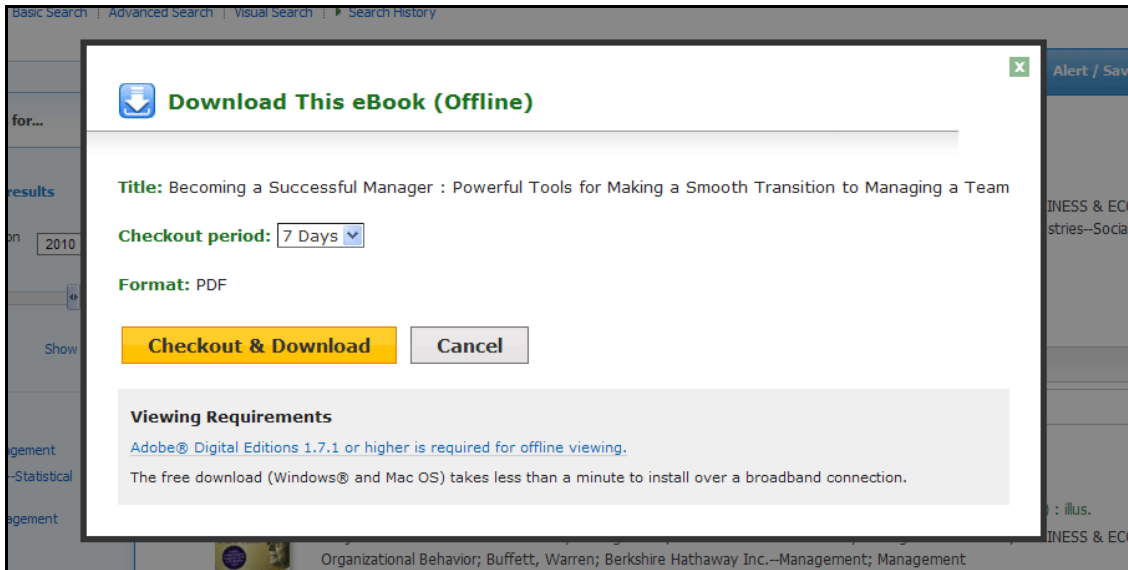 Basic Search | Advanced Search | Visual Search | Search History
Alert / Sav
x
Download This eBook (Offline)
for...
Title: Becoming a Successful Manager : Powerful Tools for Making a Smooth Transition to Managing a Team
results
INESS & ECO
stries--Socia
on 2010
Checkout period: 7 Days
Format: PDF
Show
Checkout & Download Cancel
Viewing Requirements
Adobe® Digital Editions 1.7.1 or higher is required for offline viewing.
agement
The free download (Windows® and Mac OS) takes less than a minute to install over a broadband connection.
--Statistical
agement
) : illus.
INESS & ECO
Organizational Behavior; Buffett, Warren; Berkshire Hathaway Inc.--Management; Management